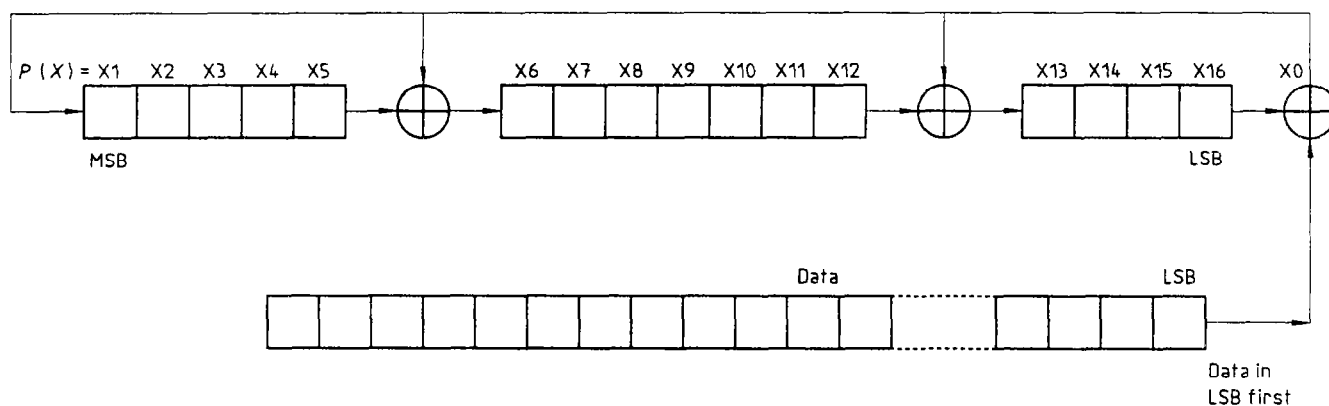 P (X) = X1 X2 X3 X4 X5 X6 X7 X8 X9 X10 X11 X12 X13 X14 X15 X16 X0
MSB LSB
Data LSB
Data in
LSB first